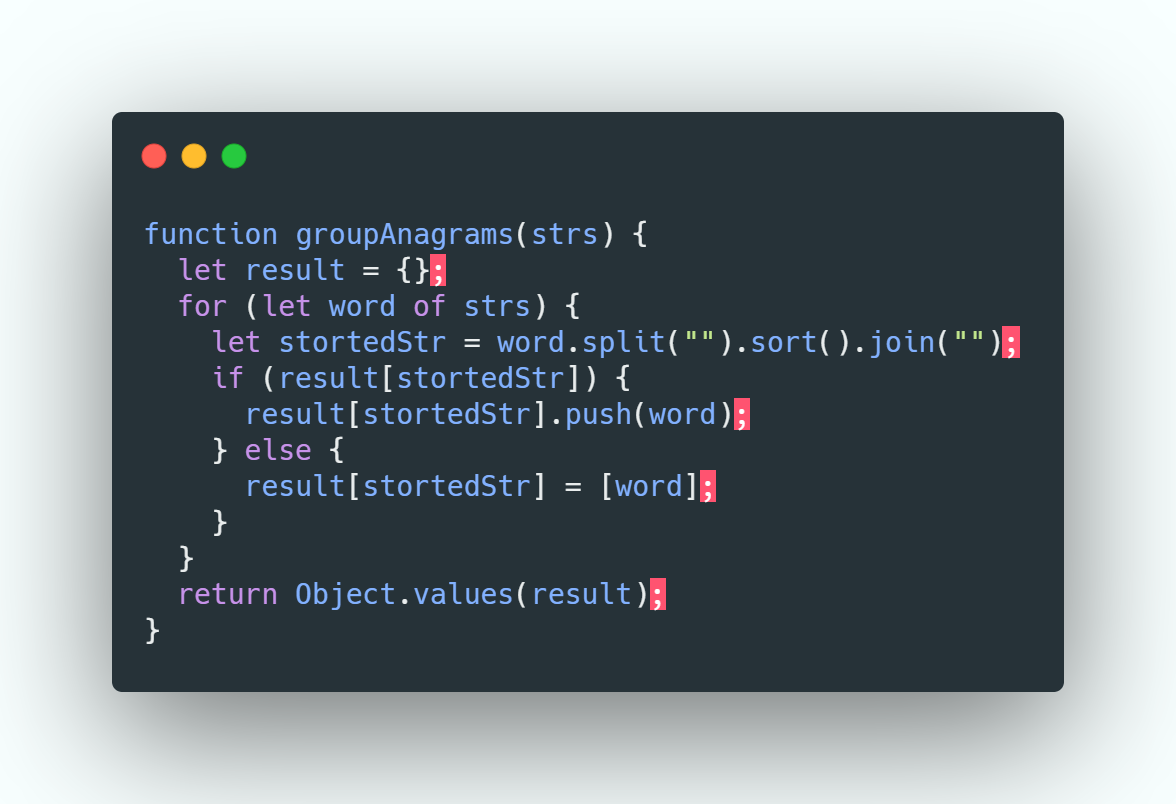 function groupAnagrams(strs) {
  let result = {};
  for (let word of strs) {
    let stortedStr = word.split("").sort().join("");
    if (result[stortedStr]) {
      result[stortedStr].push(word);
    } else {
      result[stortedStr] = [word];
    }
  }
  return Object.values(result);
}